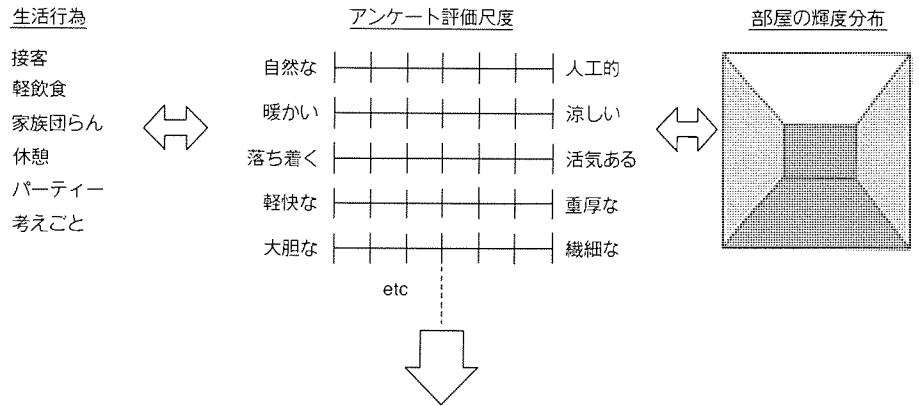 生活行為
アンケート評価尺度
部屋の輝度分布
接客
軽飲食
家族団らん
休憩
パーティー
考えごと
自然な 人工的
暖かい 涼しい
落ち着く 活気ある
軽快な 重厚な
大胆な 繊細な
etc